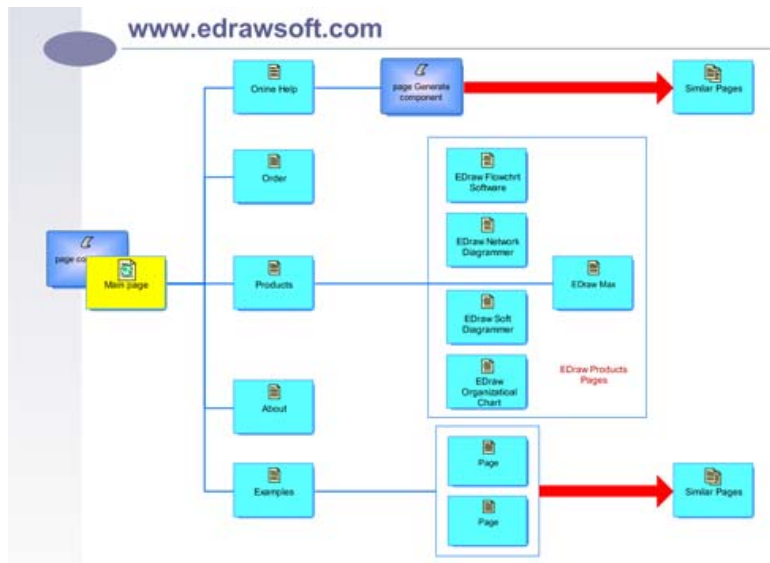 www.edrawsoft.com
Onine Help
page Generate
component
Similar Pages
Order
EDraw Flowchrt
Software
EDraw Network
Diagrammer
page co
Main page
Products
EDraw Max
EDraw Soft
Diagrammer
EDraw Products
Pages
EDraw
Organizatioal
Chart
About
Page
Examples
Similar Pages
Page